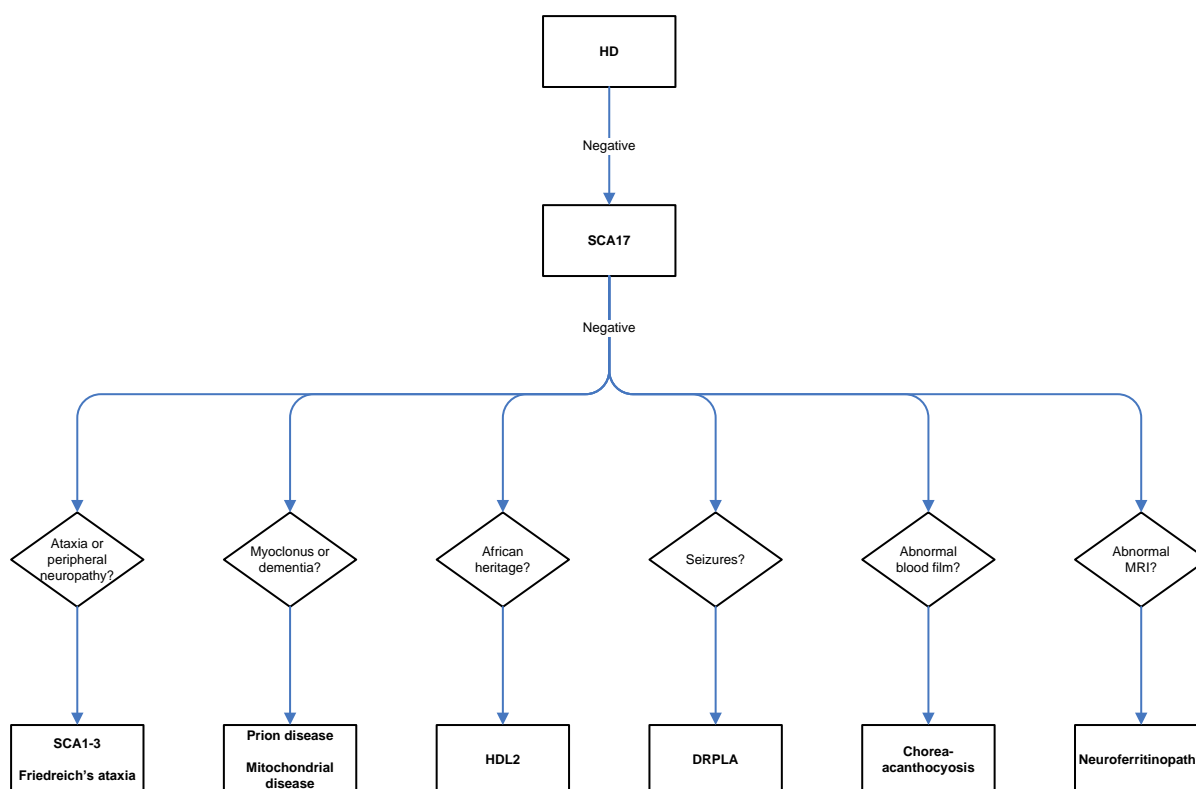 HD
Negative
SCA17
Negative
Ataxia or
peripheral
neuropathy?
Myoclonus or
dementia?
African
heritage?
Seizures?
Abnormal
blood film?
Abnormal
MRI?
SCA1-3
Friedreich's ataxia
Prion disease
Mitochondrial
disease
HDL2
DRPLA
Chorea-
acanthocyosis
Neuroferritinopath